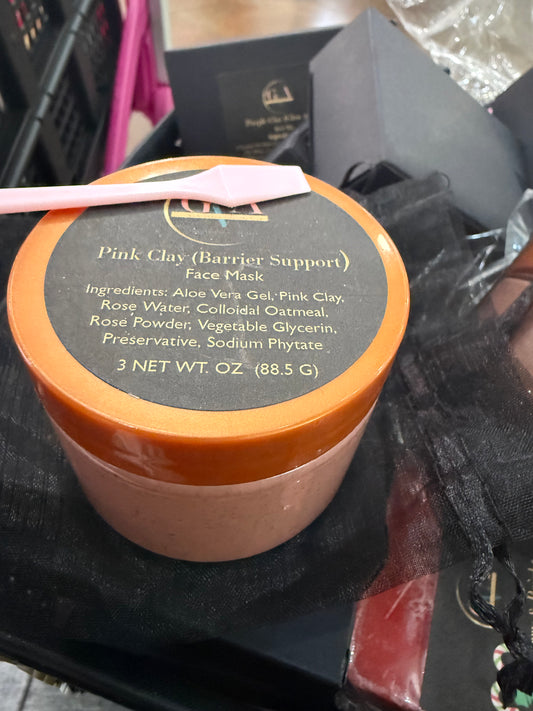 Pink Clay (Barrier Support)
Face Mask
Ingredients: Aloe Vera Gel, Pink Clay,
Rose Water, Colloidal Oatmeal,
Rose Powder, Vegetable Glycerin,
Preservative, Sodium Phytate
3 NET WT. OZ (88.5 G)